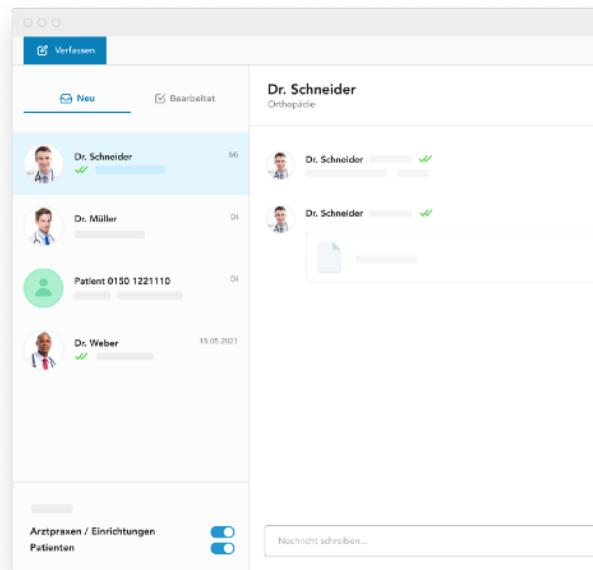 Verfassen
Neu
Bearbeitet
Dr. Schneider
Mi
Dr. Müller
Di
Patient 0150 1221110
Di
Dr. Weber
15.05.2021
Arztpraxen / Einrichtungen
Patienten
Dr. Schneider
Orthopädie
Dr. Schneider
Dr. Schneider
Nachricht schreiben...